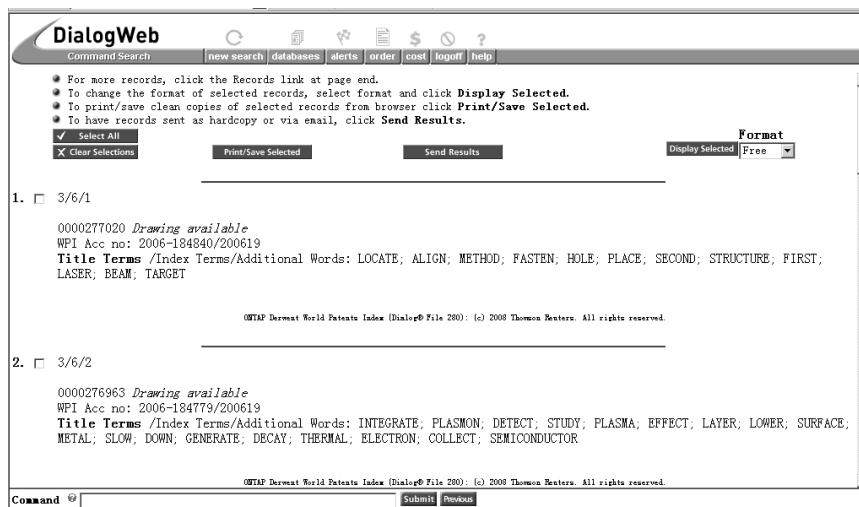 DialogWeb
Command Search
new search databases alerts order cost logoff help
For more records, click the Records link at page end.
To change the format of selected records, select format and click Display Selected.
To print/save clean copies of selected records from browser click Print/Save Selected.
To have records sent as hardcopy or via email, click Send Results.
Format
Select All
Clear Selections Print/Save Selected Send Results Display Selected Free
1. 3/6/1
0000277020 Drawing available
WPI Acc no: 2006-184840/200619
Title Terms /Index Terms/Additional Words: LOCATE; ALIGN; METHOD; FASTEN; HOLE; PLACE; SECOND; STRUCTURE; FIRST;
LASER; BEAM; TARGET
ONTAP Derwent World Patents Index (Dialog® File 280): (c) 2008 Thomson Reuters. All rights reserved.
2. 3/6/2
0000276963 Drawing available
WPI Acc no: 2006-184779/200619
Title Terms /Index Terms/Additional Words: INTEGRATE; PLASMON; DETECT; STUDY; PLASMA; EFFECT; LAYER; LOWER; SURFACE;
METAL; SLOW; DOWN; GENERATE; DECAY; THERMAL; ELECTRON; COLLECT; SEMICONDUCTOR
ONTAP Derwent World Patents Index (Dialog® File 280): (c) 2008 Thomson Reuters. All rights reserved.
Command Submit Previous